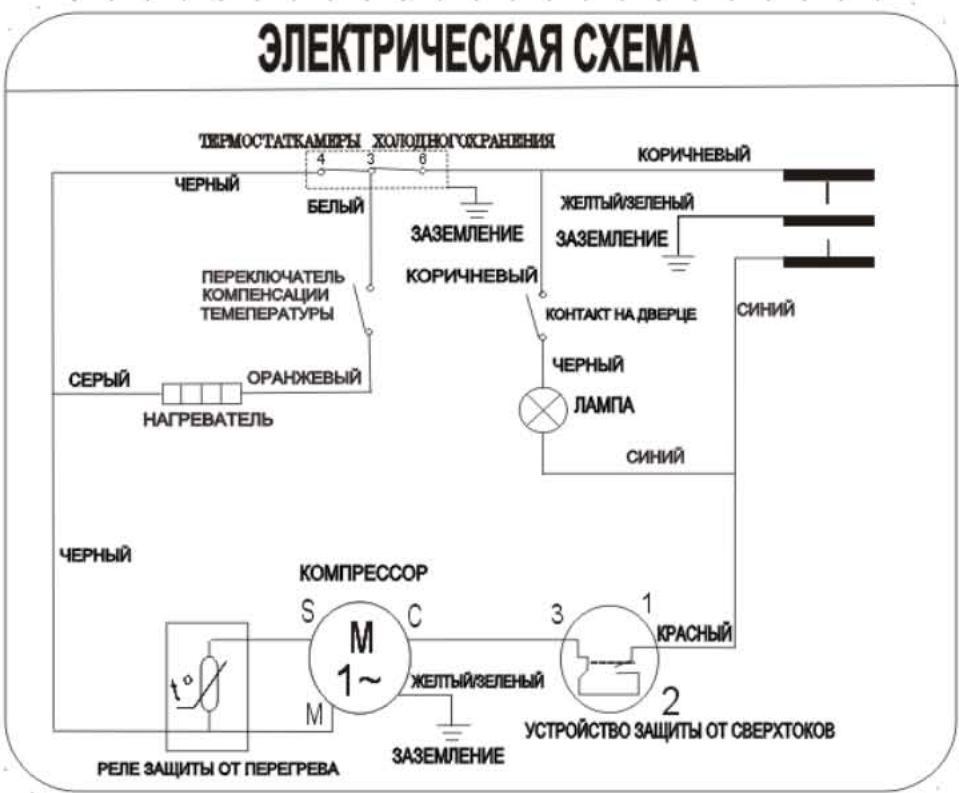 ЭЛЕКТРИЧЕСКАЯ СХЕМА
ТЕРМОСТАТКАМЕРЫ ХОЛОДНОГОХРАНЕНИЯ
4 3 6
КОРИЧНЕВЫЙ
ЧЕРНЫЙ
БЕЛЫЙ
ЗАЗЕМЛЕНИЕ
ЖЕЛТЫЙ/ЗЕЛЕНЫЙ
ЗАЗЕМЛЕНИЕ
ПЕРЕКЛЮЧАТЕЛЬ
КОМПЕНСАЦИИ
ТЕМЕПЕРАТУРЫ
КОРИЧНЕВЫЙ
КОНТАКТ НА ДВЕРЦЕ
СИНИЙ
ЧЕРНЫЙ
СЕРЫЙ
ОРАНЖЕВЫЙ
НАГРЕВАТЕЛЬ
ЛАМПА
СИНИЙ
ЧЕРНЫЙ
КОМПРЕССОР
S
C
M
1~
M
3
1
2
КРАСНЫЙ
t°
ЖЕЛТЫЙ/ЗЕЛЕНЫЙ
ЗАЗЕМЛЕНИЕ
УСТРОЙСТВО ЗАЩИТЫ ОТ СВЕРХТОКОВ
РЕЛЕ ЗАЩИТЫ ОТ ПЕРЕГРЕВА